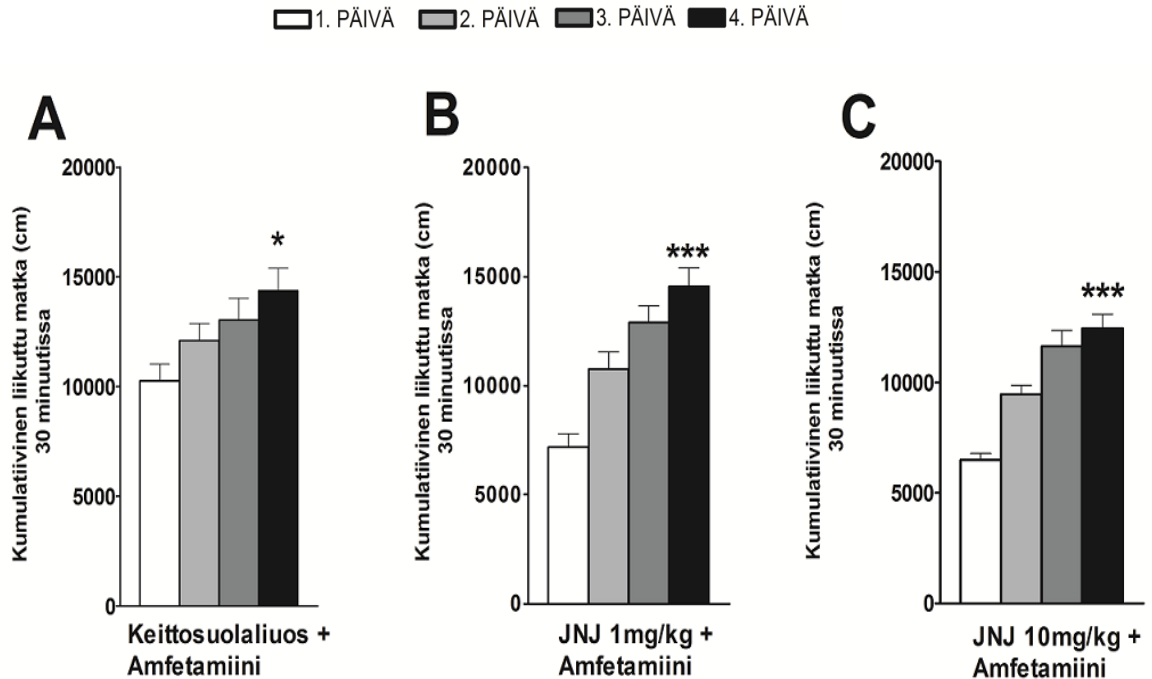 1. PÄIVÄ 2. PÄIVÄ 3. PÄIVÄ 4. PÄIVÄ
A
Kumulatiivinen liikuttu matka (cm)
30 minuutissa
20000
15000
10000
5000
0
*
Keittosuolaliuos +
Amfetamiini
B
Kumulatiivinen liikuttu matka (cm)
30 minuutissa
20000
15000
10000
5000
0
***
JNJ 1mg/kg +
Amfetamiini
C
Kumulatiivinen liikuttu matka (cm)
30 minuutissa
20000
15000
10000
5000
0
***
JNJ 10mg/kg +
Amfetamiini